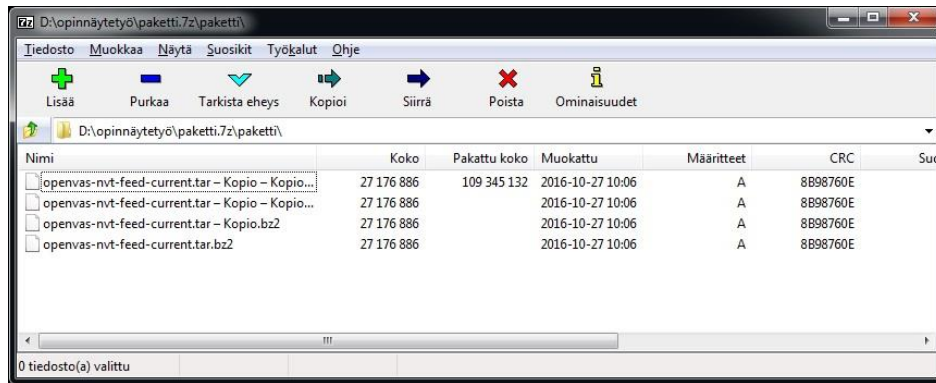 D:\opinnäytetyö\paketti.7z\paketti\
Tiedosto Muokkaa Näytä Suosikit Työkalut Ohje
Lisää Purkaa Tarkista eheys Kopioi Siirrä Poista Ominaisuudet
D:\opinnäytetyö\paketti.7z\paketti\
Nimi Koko Pakattu koko Muokattu Määritteet CRC Suo
openvas-nvt-feed-current.tar – Kopio – Kopio... 27 176 886 109 345 132 2016-10-27 10:06 A 8B98760E
openvas-nvt-feed-current.tar – Kopio – Kopio... 27 176 886 2016-10-27 10:06 A 8B98760E
openvas-nvt-feed-current.tar – Kopio.bz2 27 176 886 2016-10-27 10:06 A 8B98760E
openvas-nvt-feed-current.tar.bz2 27 176 886 2016-10-27 10:06 A 8B98760E
0 tiedosto(a) valittu